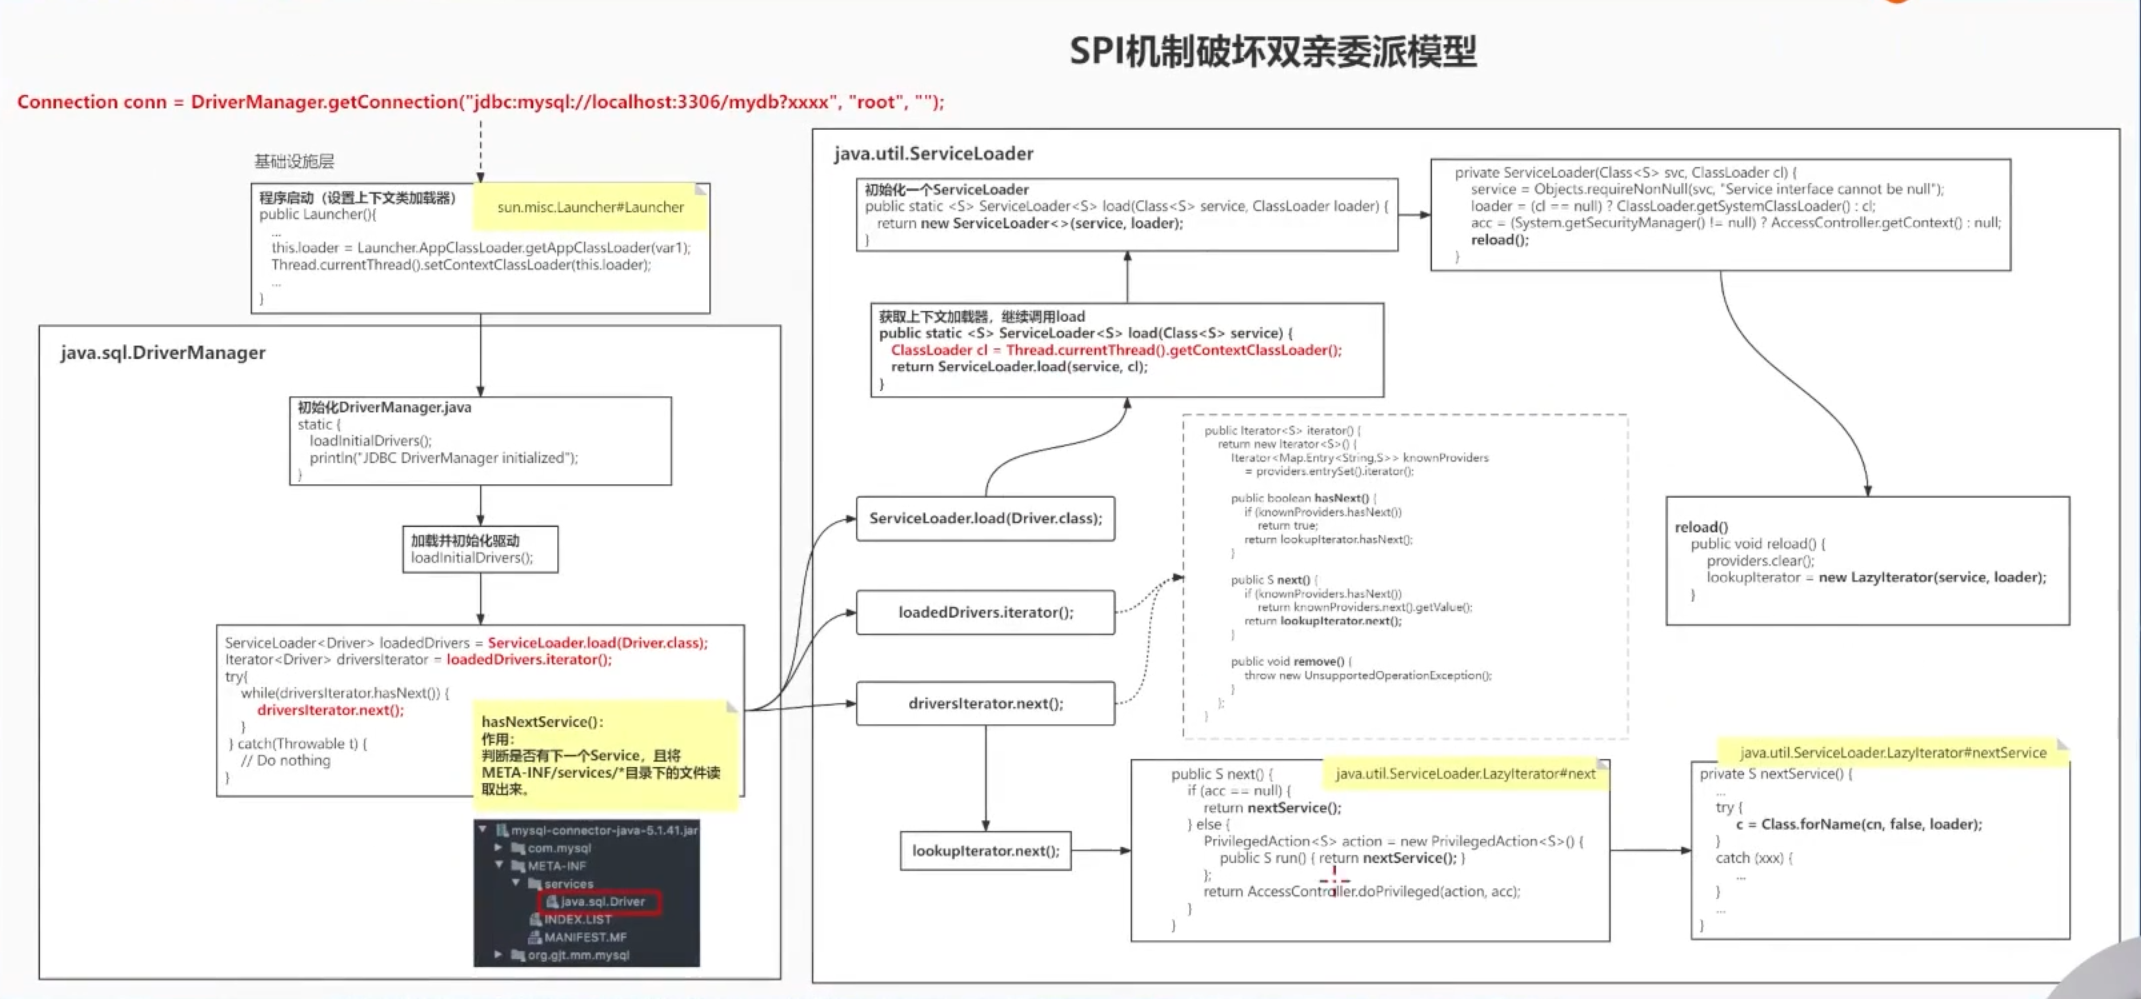 SPI机制破坏双亲委派模型
Connection conn = DriverManager.getConnection("jdbc:mysql://localhost:3306/mydb?xxxx", "root", "");
基础设施层
程序启动（设置上下文类加载器）
public Launcher(){
...
this.loader = Launcher.AppClassLoader.getAppClassLoader(var1);
Thread.currentThread().setContextClassLoader(this.loader);
...
}
sun.misc.Launcher#Launcher
java.sql.DriverManager
初始化DriverManager.java
static {
loadInitialDrivers();
println("JDBC DriverManager initialized");
}
加载并初始化驱动
loadInitialDrivers();
ServiceLoader<Driver> loadedDrivers = ServiceLoader.load(Driver.class);
Iterator<Driver> driversIterator = loadedDrivers.iterator();
try{
while(driversIterator.hasNext()) {
driversIterator.next();
}
} catch(Throwable t) {
// Do nothing
}
hasNextService()：
作用：
判断是否有下一个Service，且将
META-INF/services/*目录下的文件读
取出来。
mysql-connector-java-5.1.41.jar
com.mysql
META-INF
services
java.sql.Driver
INDEX.LIST
MANIFEST.MF
org.gjt.mm.mysql
java.util.ServiceLoader
初始化一个ServiceLoader
public static <S> ServiceLoader<S> load(Class<S> service, ClassLoader loader) {
return new ServiceLoader<>(service, loader);
}
private ServiceLoader(Class<S> svc, ClassLoader cl) {
service = Objects.requireNonNull(svc, "Service interface cannot be null");
loader = (cl == null) ? ClassLoader.getSystemClassLoader() : cl;
acc = (System.getSecurityManager() != null) ? AccessController.getContext() : null;
reload();
}
获取上下文加载器，继续调用load
public static <S> ServiceLoader<S> load(Class<S> service) {
ClassLoader cl = Thread.currentThread().getContextClassLoader();
return ServiceLoader.load(service, cl);
}
ServiceLoader.load(Driver.class);
loadedDrivers.iterator();
driversIterator.next();
lookupIterator.next();
public Iterator<S> iterator() {
return new Iterator<S>() {
Iterator<Map.Entry<String,S>> knownProviders
= providers.entrySet().iterator();
public boolean hasNext() {
if (knownProviders.hasNext())
return true;
return lookupIterator.hasNext();
}
public S next() {
if (knownProviders.hasNext())
return knownProviders.next().getValue();
return lookupIterator.next();
}
public void remove() {
throw new UnsupportedOperationException();
}
};
}
reload()
public void reload() {
providers.clear();
lookupIterator = new LazyIterator(service, loader);
}
java.util.ServiceLoader.LazyIterator#next
public S next() {
if (acc == null) {
return nextService();
} else {
PrivilegedAction<S> action = new PrivilegedAction<S>() {
public S run() { return nextService(); }
};
return AccessController.doPrivileged(action, acc);
}
}
java.util.ServiceLoader.LazyIterator#nextService
private S nextService() {
...
try {
c = Class.forName(cn, false, loader);
}
catch (xxx) {
...
}
...
}